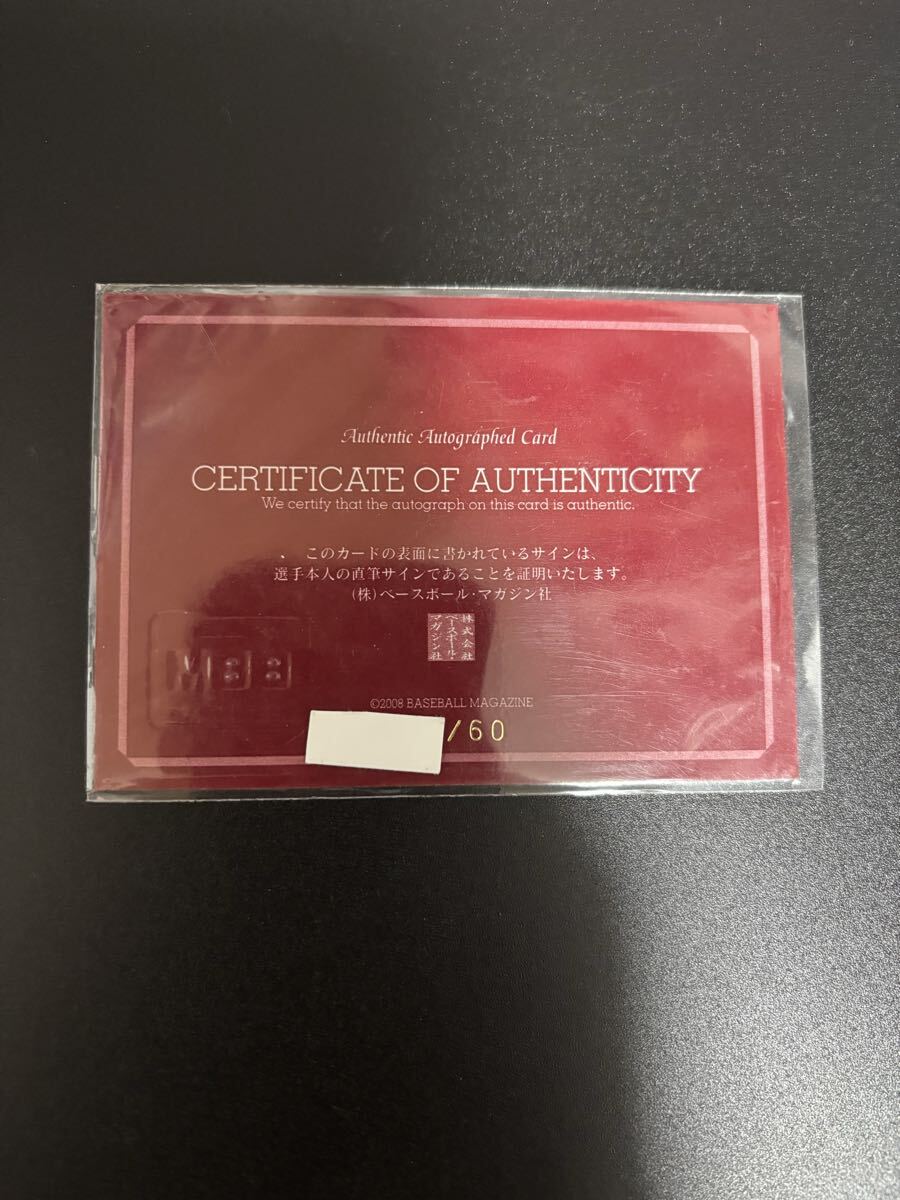 Authentic Autographed Card
CERTIFICATE OF AUTHENTICITY
We certify that the autograph on this card is authentic.
このカードの表面に書かれているサインは、
選手本人の直筆サインであることを証明いたします。
(株)ベースボール・マガジン社
株式会社
ベースボール・
マガジン社
©2008 BASEBALL MAGAZINE
/60